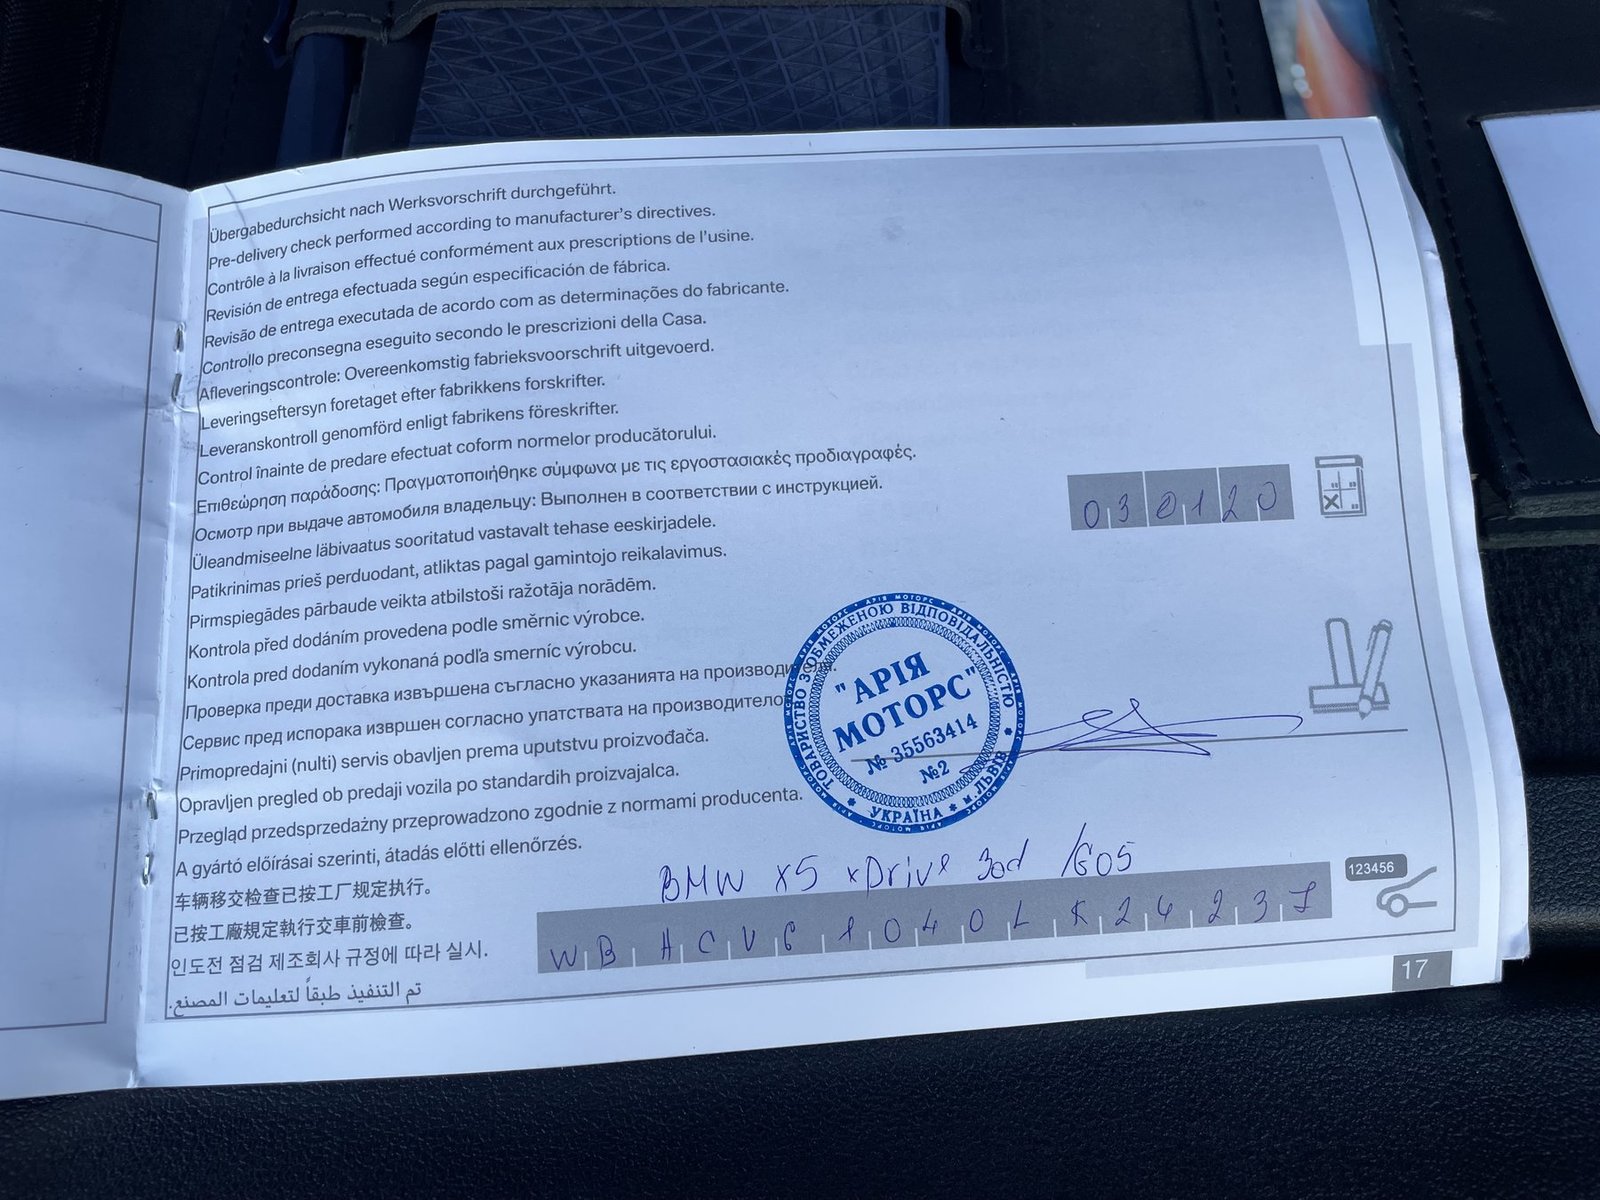 Übergabedurchsicht nach Werksvorschrift durchgeführt.
Pre-delivery check performed according to manufacturer's directives.
Contrôle à la livraison effectué conformément aux prescriptions de l'usine.
Revisión de entrega efectuada según especificación de fábrica.
Revisão de entrega executada de acordo com as determinações do fabricante.
Controllo preconsegna eseguito secondo le prescrizioni della Casa.
Afleveringscontrole: Overeenkomstig fabrieksvoorschrift uitgevoerd.
Leveringseftersyn foretaget efter fabrikkens forskrifter.
Leveranskontroll genomförd enligt fabrikens föreskrifter.
Control înainte de predare efectuat coform normelor producătorului.
Επιθεώρηση παράδοσης: Πραγματοποιήθηκε σύμφωνα με τις εργοστασιακές προδιαγραφές.
Осмотр при выдаче автомобиля владельцу: Выполнен в соответствии с инструкцией.
Üleandmiseelne läbivaatus sooritatud vastavalt tehase eeskirjadele.
Patikrinimas prieš perduodant, atliktas pagal gamintojo reikalavimus.
Pirmspiegādes pārbaude veikta atbilstoši ražotāja norādēm.
Kontrola před dodáním provedena podle směrnic výrobce.
Kontrola pred dodaním vykonaná podľa smerníc výrobcu.
Проверка преди доставка извършена съгласно указанията на
Сервис пред испорака извршен согласно упатствата на
Primopredajni (nulti) servis obavljen prema uputstvu proizvođača.
Opravljen pregled ob predaji vozila po standardih proizvajalca.
Przegląd przedsprzedażny przeprowadzono zgodnie z normami producenta.
A gyártó előírásai szerinti, átadás előtti ellenőrzés.
车辆移交检查已按工厂规定执行。
已按工廠規定執行交車前檢查。
인도전 점검 제조회사 규정에 따라 실시.
تم التنفيذ طبقاً لتعليمات المصنع.
030120
ТОВАРИСТВО З ОБМЕЖЕНОЮ ВІДПОВІДАЛЬНІСТЮ
"АРІЯ
МОТОРС"
№ 35563414
№2
УКРАЇНА * м. ЛЬВІВ
BMW X5 xDrive 30d /G05
123456
17